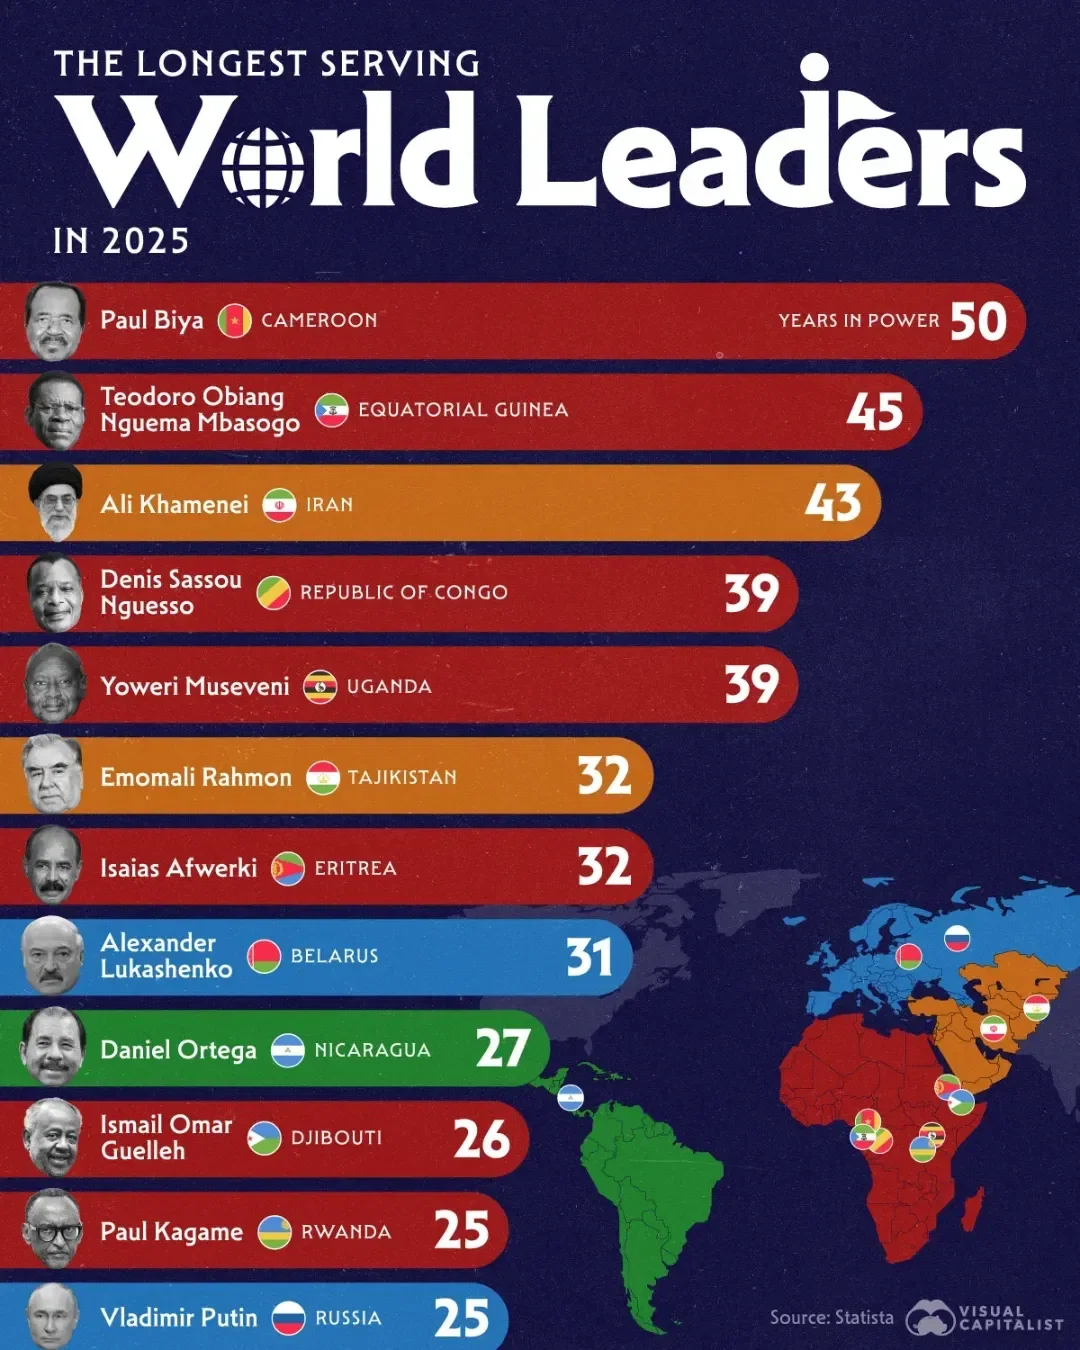 THE LONGEST SERVING
World Leaders
IN 2025
Paul Biya CAMEROON YEARS IN POWER 50
Teodoro Obiang
Nguema Mbasogo EQUATORIAL GUINEA 45
Ali Khamenei IRAN 43
Denis Sassou
Nguesso REPUBLIC OF CONGO 39
Yoweri Museveni UGANDA 39
Emomali Rahmon TAJIKISTAN 32
Isaias Afwerki ERITREA 32
Alexander
Lukashenko BELARUS 31
Daniel Ortega NICARAGUA 27
Ismail Omar
Guelleh DJIBOUTI 26
Paul Kagame RWANDA 25
Vladimir Putin RUSSIA 25
Source: Statista
VISUAL
CAPITALIST